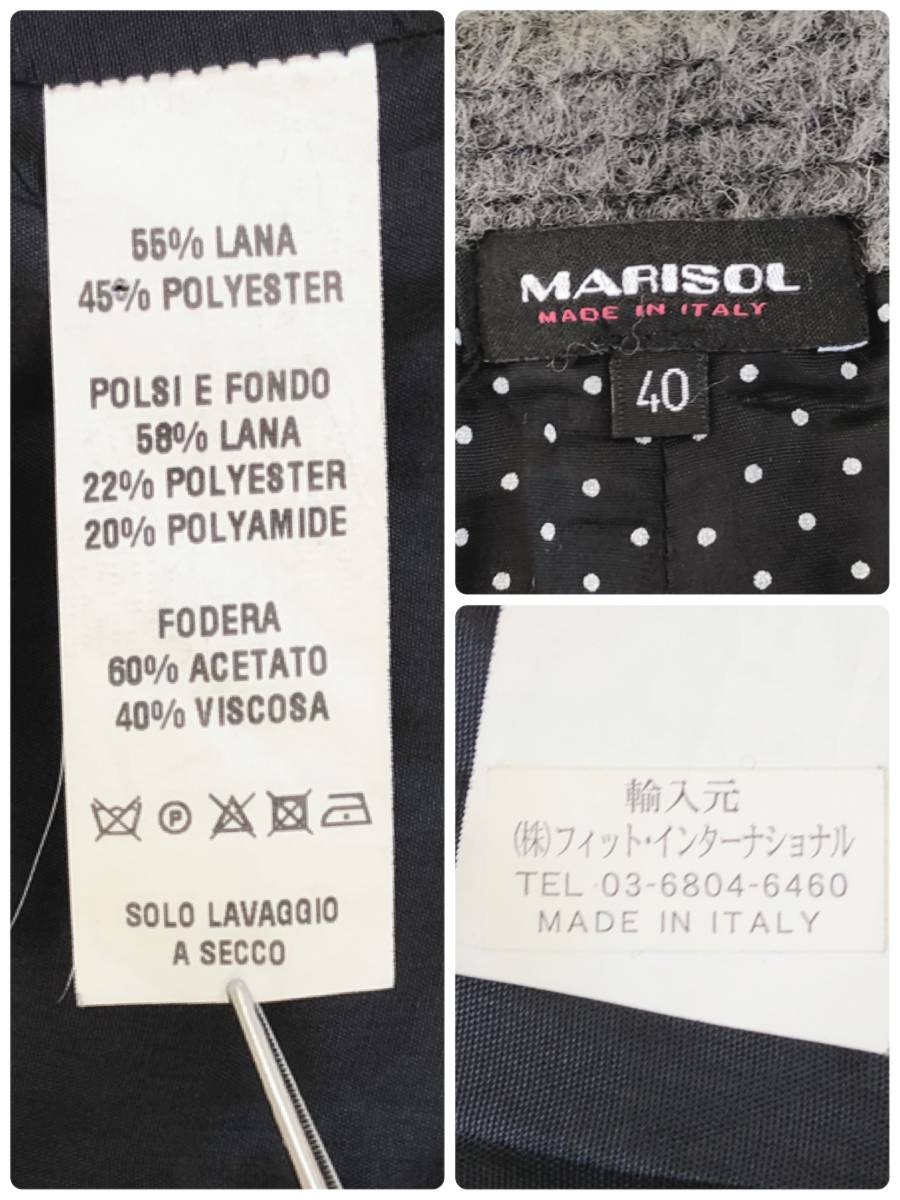 55% LANA
45% POLYESTER
POLSI E FONDO
58% LANA
22% POLYESTER
20% POLYAMIDE
FODERA
60% ACETATO
40% VISCOSA
P
SOLO LAVAGGIO
A SECCO
MARISOL
MADE IN ITALY
40
輸入元
(株)フィット・インターナショナル
TEL 03-6804-6460
MADE IN ITALY